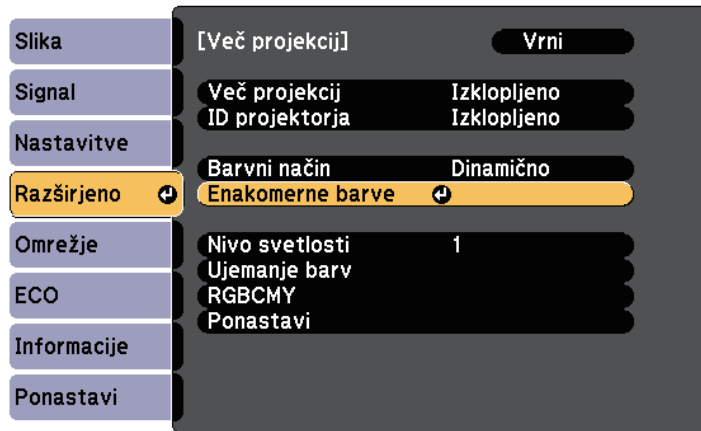 Slika
Signal
Nastavitve
Razširjeno
Omrežje
ECO
Informacije
Ponastavi
[Več projekcij] Vrni
Več projekcij Izklopljeno
ID projektorja Izklopljeno
Barvni način Dinamično
Enakomerne barve
Nivo svetlosti 1
Ujemanje barv
RGBCMY
Ponastavi